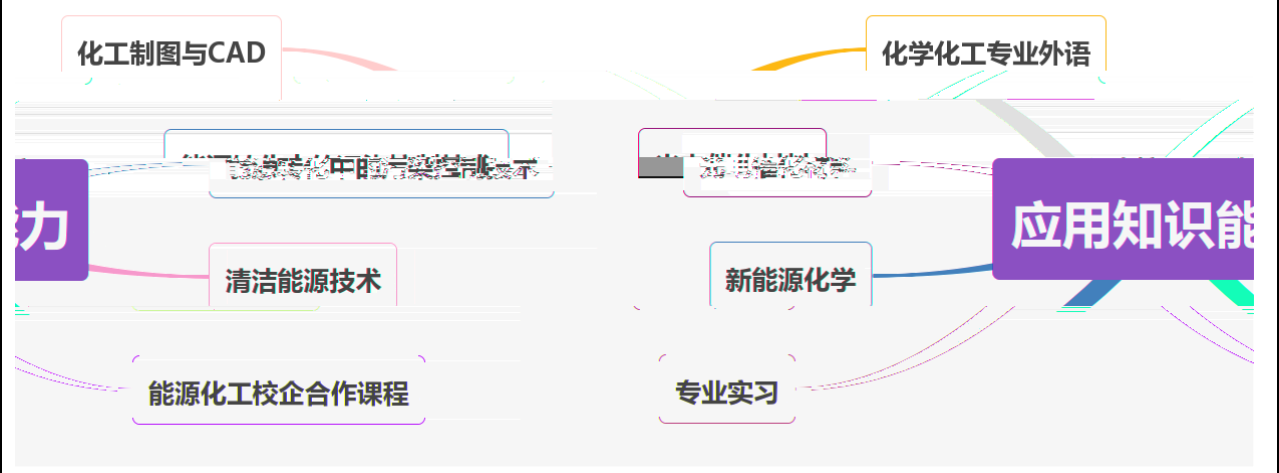 化工制图与CAD
化学化工专业外语
力
应用知识能
清洁能源技术
新能源化学
能源化工校企合作课程
专业实习